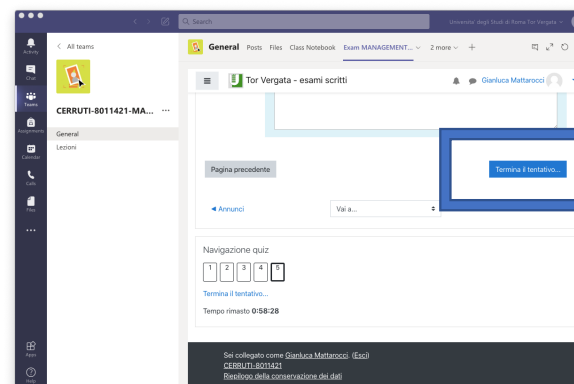 Search
Universita' degli Studi di Roma Tor Vergata
Activity
Chat
Teams
Assignments
Calendar
Calls
Files
Apps
Help
All teams
CERRUTI-8011421-MA... ...
General
Lezioni
General Posts Files Class Notebook Exam MANAGEMENT... 2 more +
Tor Vergata - esami scritti
Gianluca Mattarocci
Pagina precedente
Termina il tentativo...
◄ Annunci
Vai a...
Navigazione quiz
1 2 3 4 5
Termina il tentativo...
Tempo rimasto 0:58:28
Sei collegato come Gianluca Mattarocci. (Esci)
CERRUTI-8011421
Riepilogo della conservazione dei dati